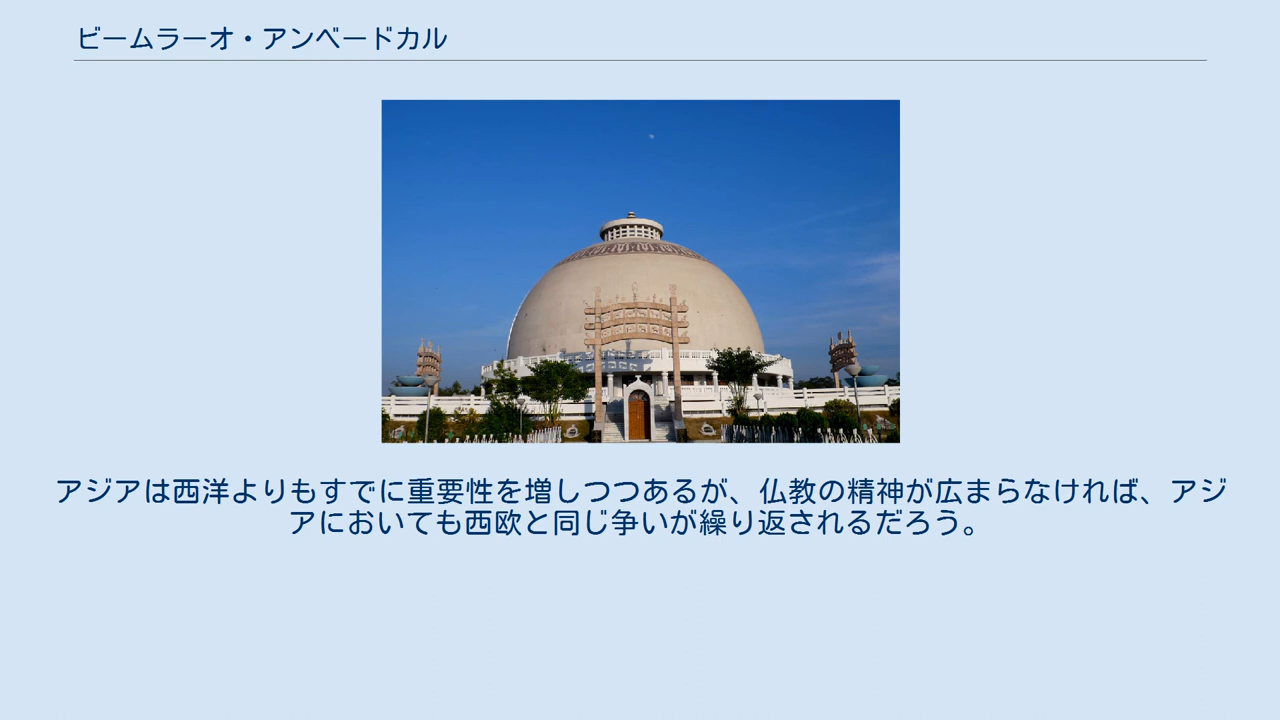 ビームラーオ・アンベードカル
アジアは西洋よりもすでに重要性を増しつつあるが、仏教の精神が広まらなければ、アジ
アにおいても西欧と同じ争いが繰り返されるだろう。